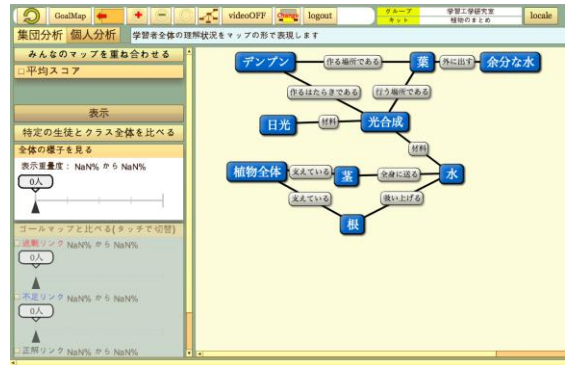 GoalMap videoOFF Change logout グループ 学習工学研究室 locale
キット 植物のまとめ
集団分析 個人分析 学習者全体の理解状況をマップの形で表現します
みんなのマップを重ね合わせる
平均スコア
表示
特定の生徒とクラス全体を比べる
全体の様子を見る
表示重畳度: NaN% から NaN%
0人
ゴールマップと比べる(タッチで切替)
過剰リンク NaN% から NaN%
0人
不足リンク NaN% から NaN%
0人
正解リンク NaN% から NaN%
デンプン 作る場所である 葉 外に出す 余分な水
作るはたらきである 行う場所である
日光 材料 光合成
材料
植物全体 支えている 茎 全身に送る 水
支えている 吸い上げる
根